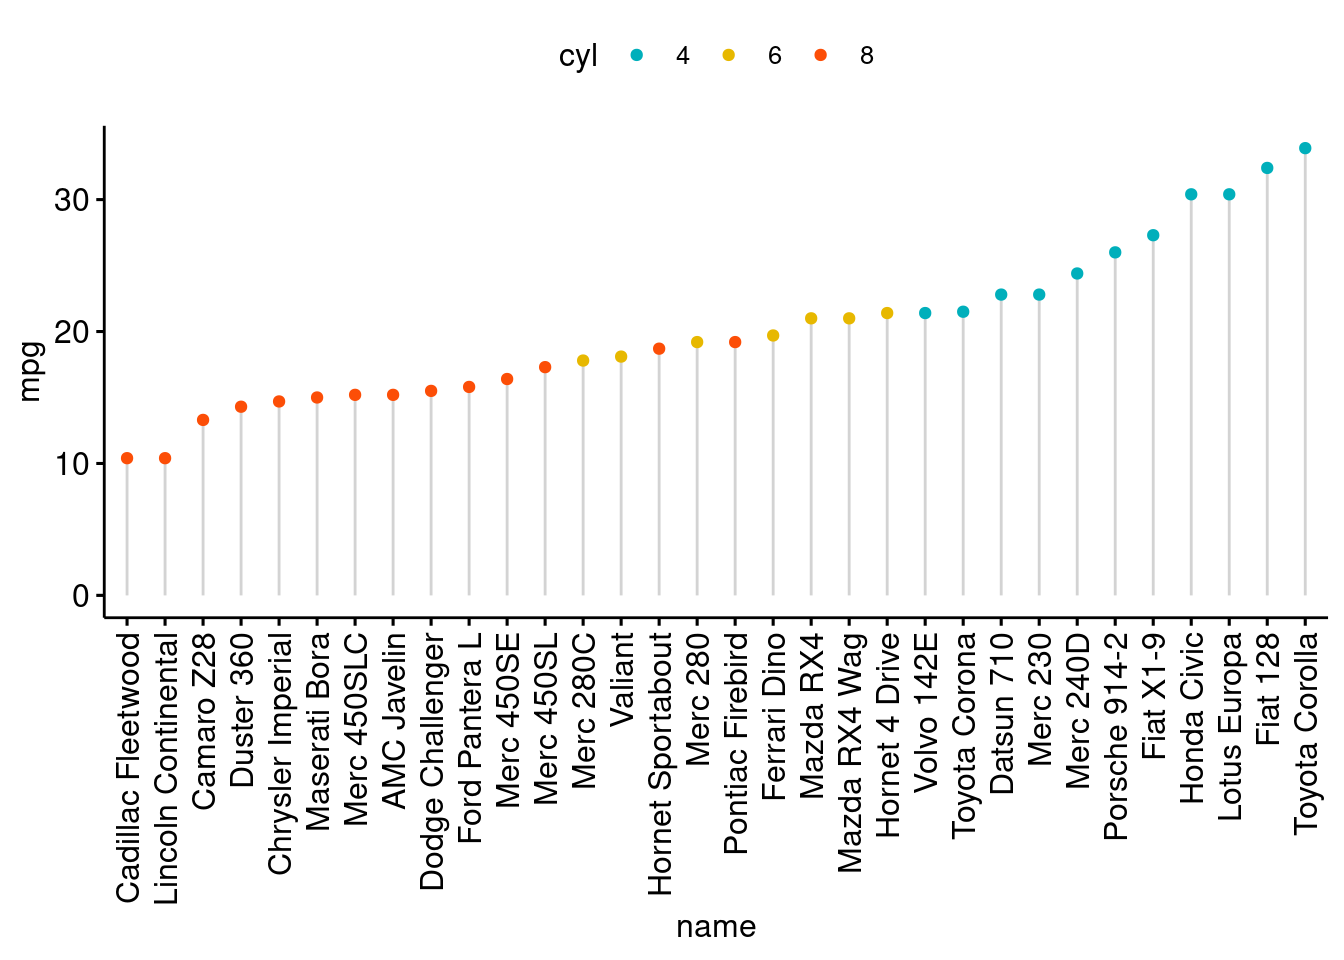 cyl 4 6 8
mpg
30
20
10
0
Cadillac Fleetwood
Lincoln Continental
Camaro Z28
Duster 360
Chrysler Imperial
Maserati Bora
Merc 450SLC
AMC Javelin
Dodge Challenger
Ford Pantera L
Merc 450SE
Merc 450SL
Merc 280C
Valiant
Hornet Sportabout
Merc 280
Pontiac Firebird
Ferrari Dino
Mazda RX4
Mazda RX4 Wag
Hornet 4 Drive
Volvo 142E
Toyota Corona
Datsun 710
Merc 230
Merc 240D
Porsche 914-2
Fiat X1-9
Honda Civic
Lotus Europa
Fiat 128
Toyota Corolla
name